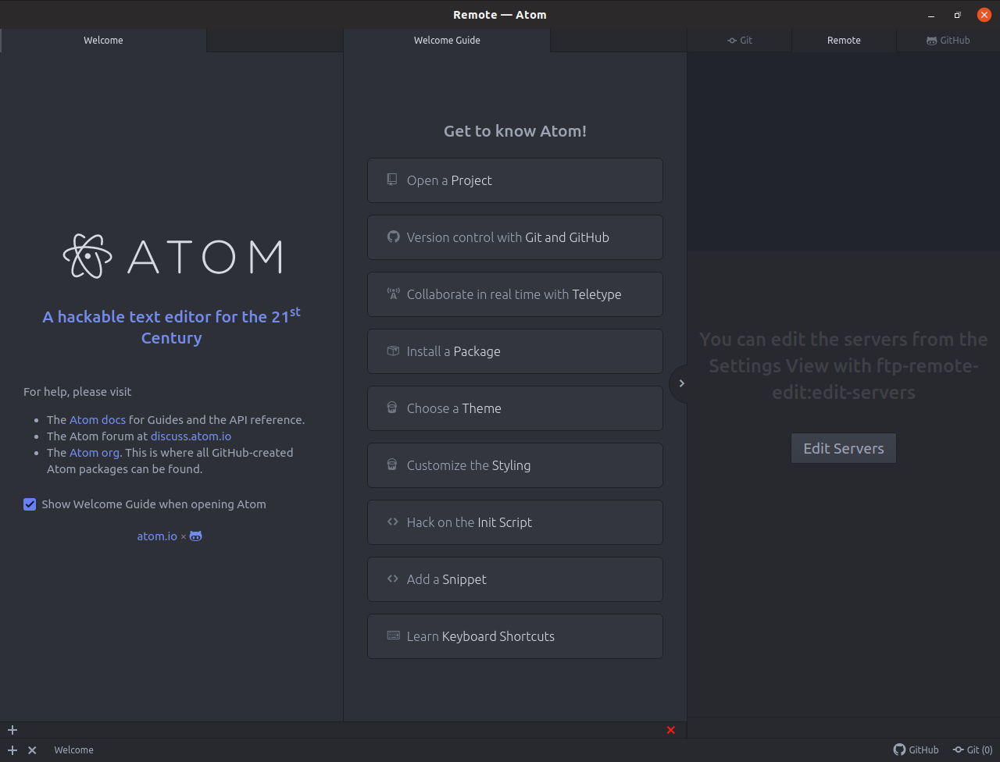 Remote — Atom
Welcome
Welcome Guide
Git
Remote
GitHub
ATOM
A hackable text editor for the 21st
Century
For help, please visit
The Atom docs for Guides and the API reference.
The Atom forum at discuss.atom.io
The Atom org. This is where all GitHub-created
Atom packages can be found.
Show Welcome Guide when opening Atom
atom.io ×
Get to know Atom!
Open a Project
Version control with Git and GitHub
Collaborate in real time with Teletype
Install a Package
Choose a Theme
Customize the Styling
Hack on the Init Script
Add a Snippet
Learn Keyboard Shortcuts
You can edit the servers from the
Settings View with ftp-remote-
edit:edit-servers
Edit Servers
Welcome
GitHub
Git (0)